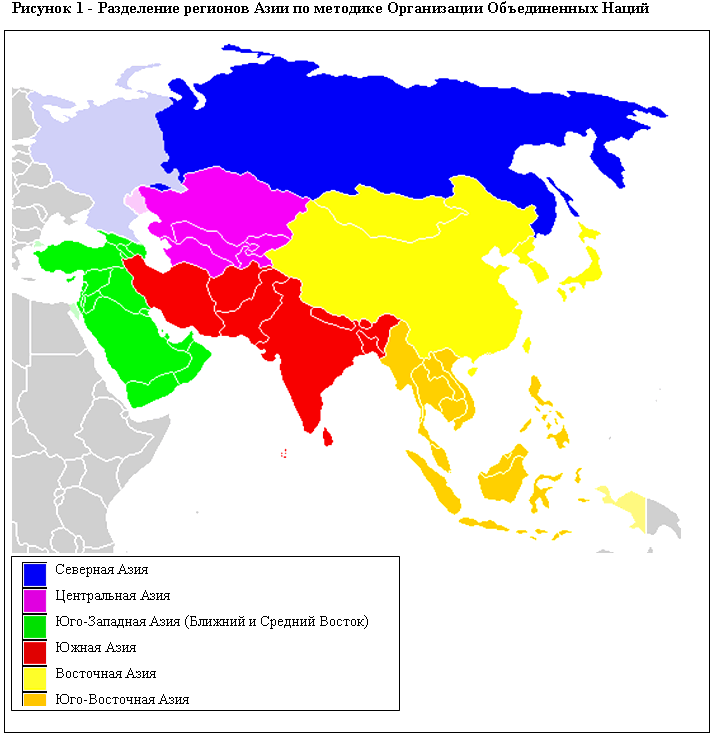 Рисунок 1 - Разделение регионов Азии по методике Организации Объединенных Наций
Северная Азия
Центральная Азия
Юго-Западная Азия (Ближний и Средний Восток)
Южная Азия
Восточная Азия
Юго-Восточная Азия